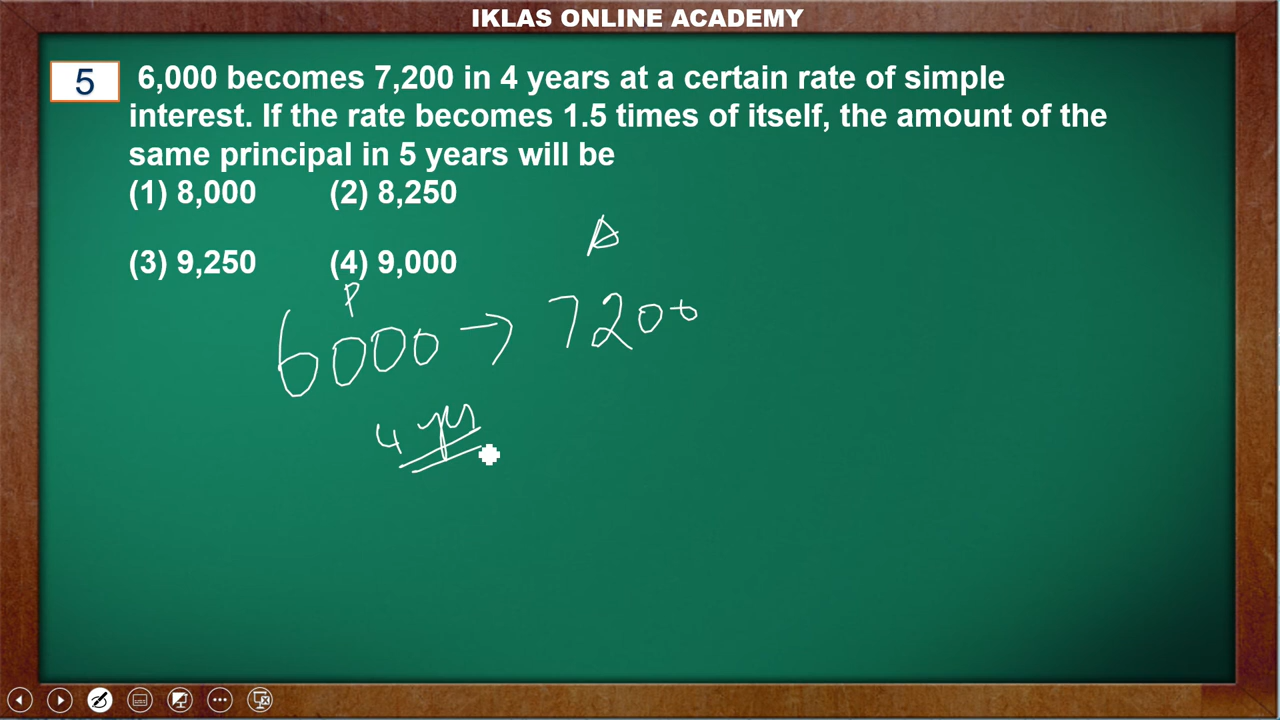 IKLAS ONLINE ACADEMY
5
6,000 becomes 7,200 in 4 years at a certain rate of simple
interest. If the rate becomes 1.5 times of itself, the amount of the
same principal in 5 years will be
(1) 8,000 (2) 8,250
(3) 9,250 (4) 9,000
P A
6000 → 7200
4 yrs